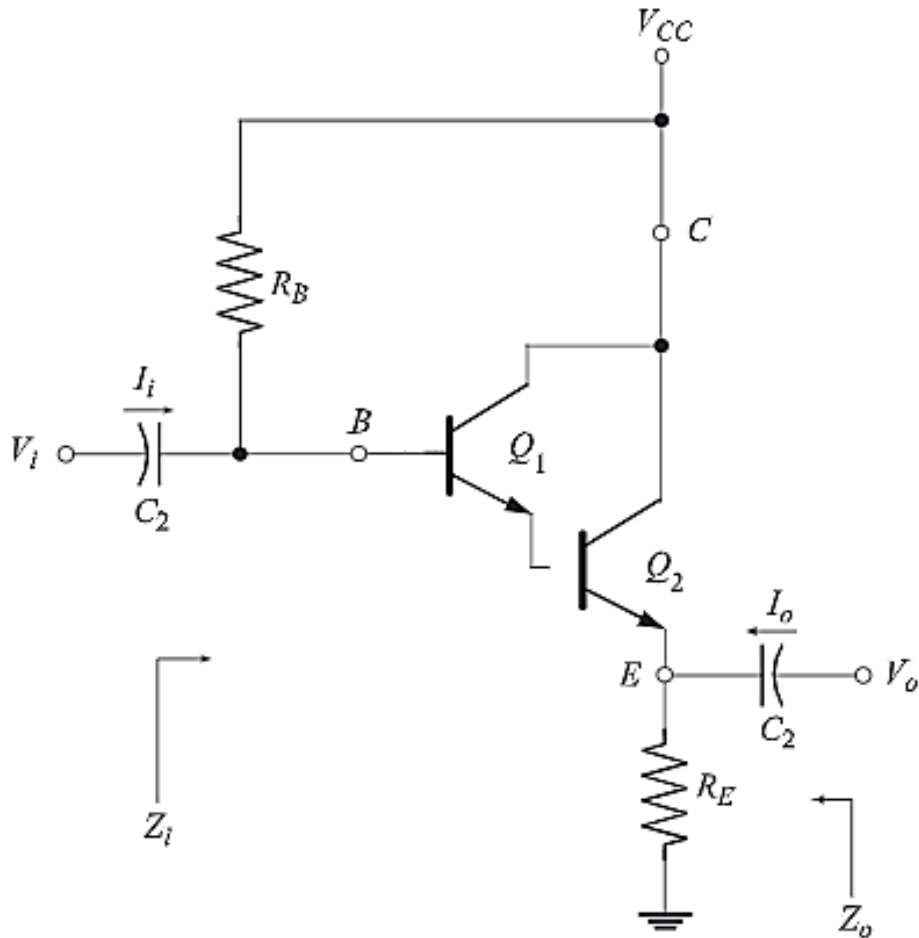 V_CC
C
R_B
I_i
B
V_i
Q_1
C_2
Q_2
I_o
E
V_o
C_2
R_E
Z_i
Z_o